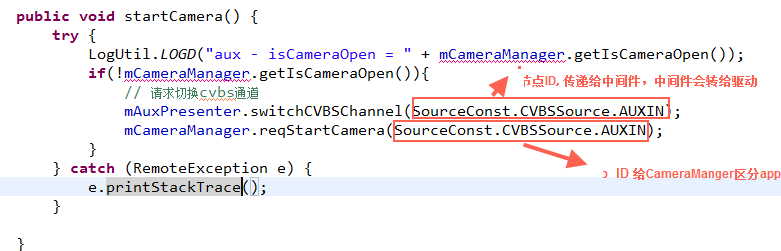 public void startCamera() {
try {
LogUtil.LOGD("aux - isCameraOpen = " + mCameraManager.getIsCameraOpen());
if(!mCameraManager.getIsCameraOpen()){
// 请求切换cvbs通道
节点ID, 传递给中间件，中间件会转给驱动
mAuxPresenter.switchCVBSChannel(SourceConst.CVBSSource.AUXIN);
mCameraManager.reqStartCamera(SourceConst.CVBSSource.AUXIN);
}
} catch (RemoteException e) {
ID 给CameraManger区分app
e.printStackTrace();
}
}